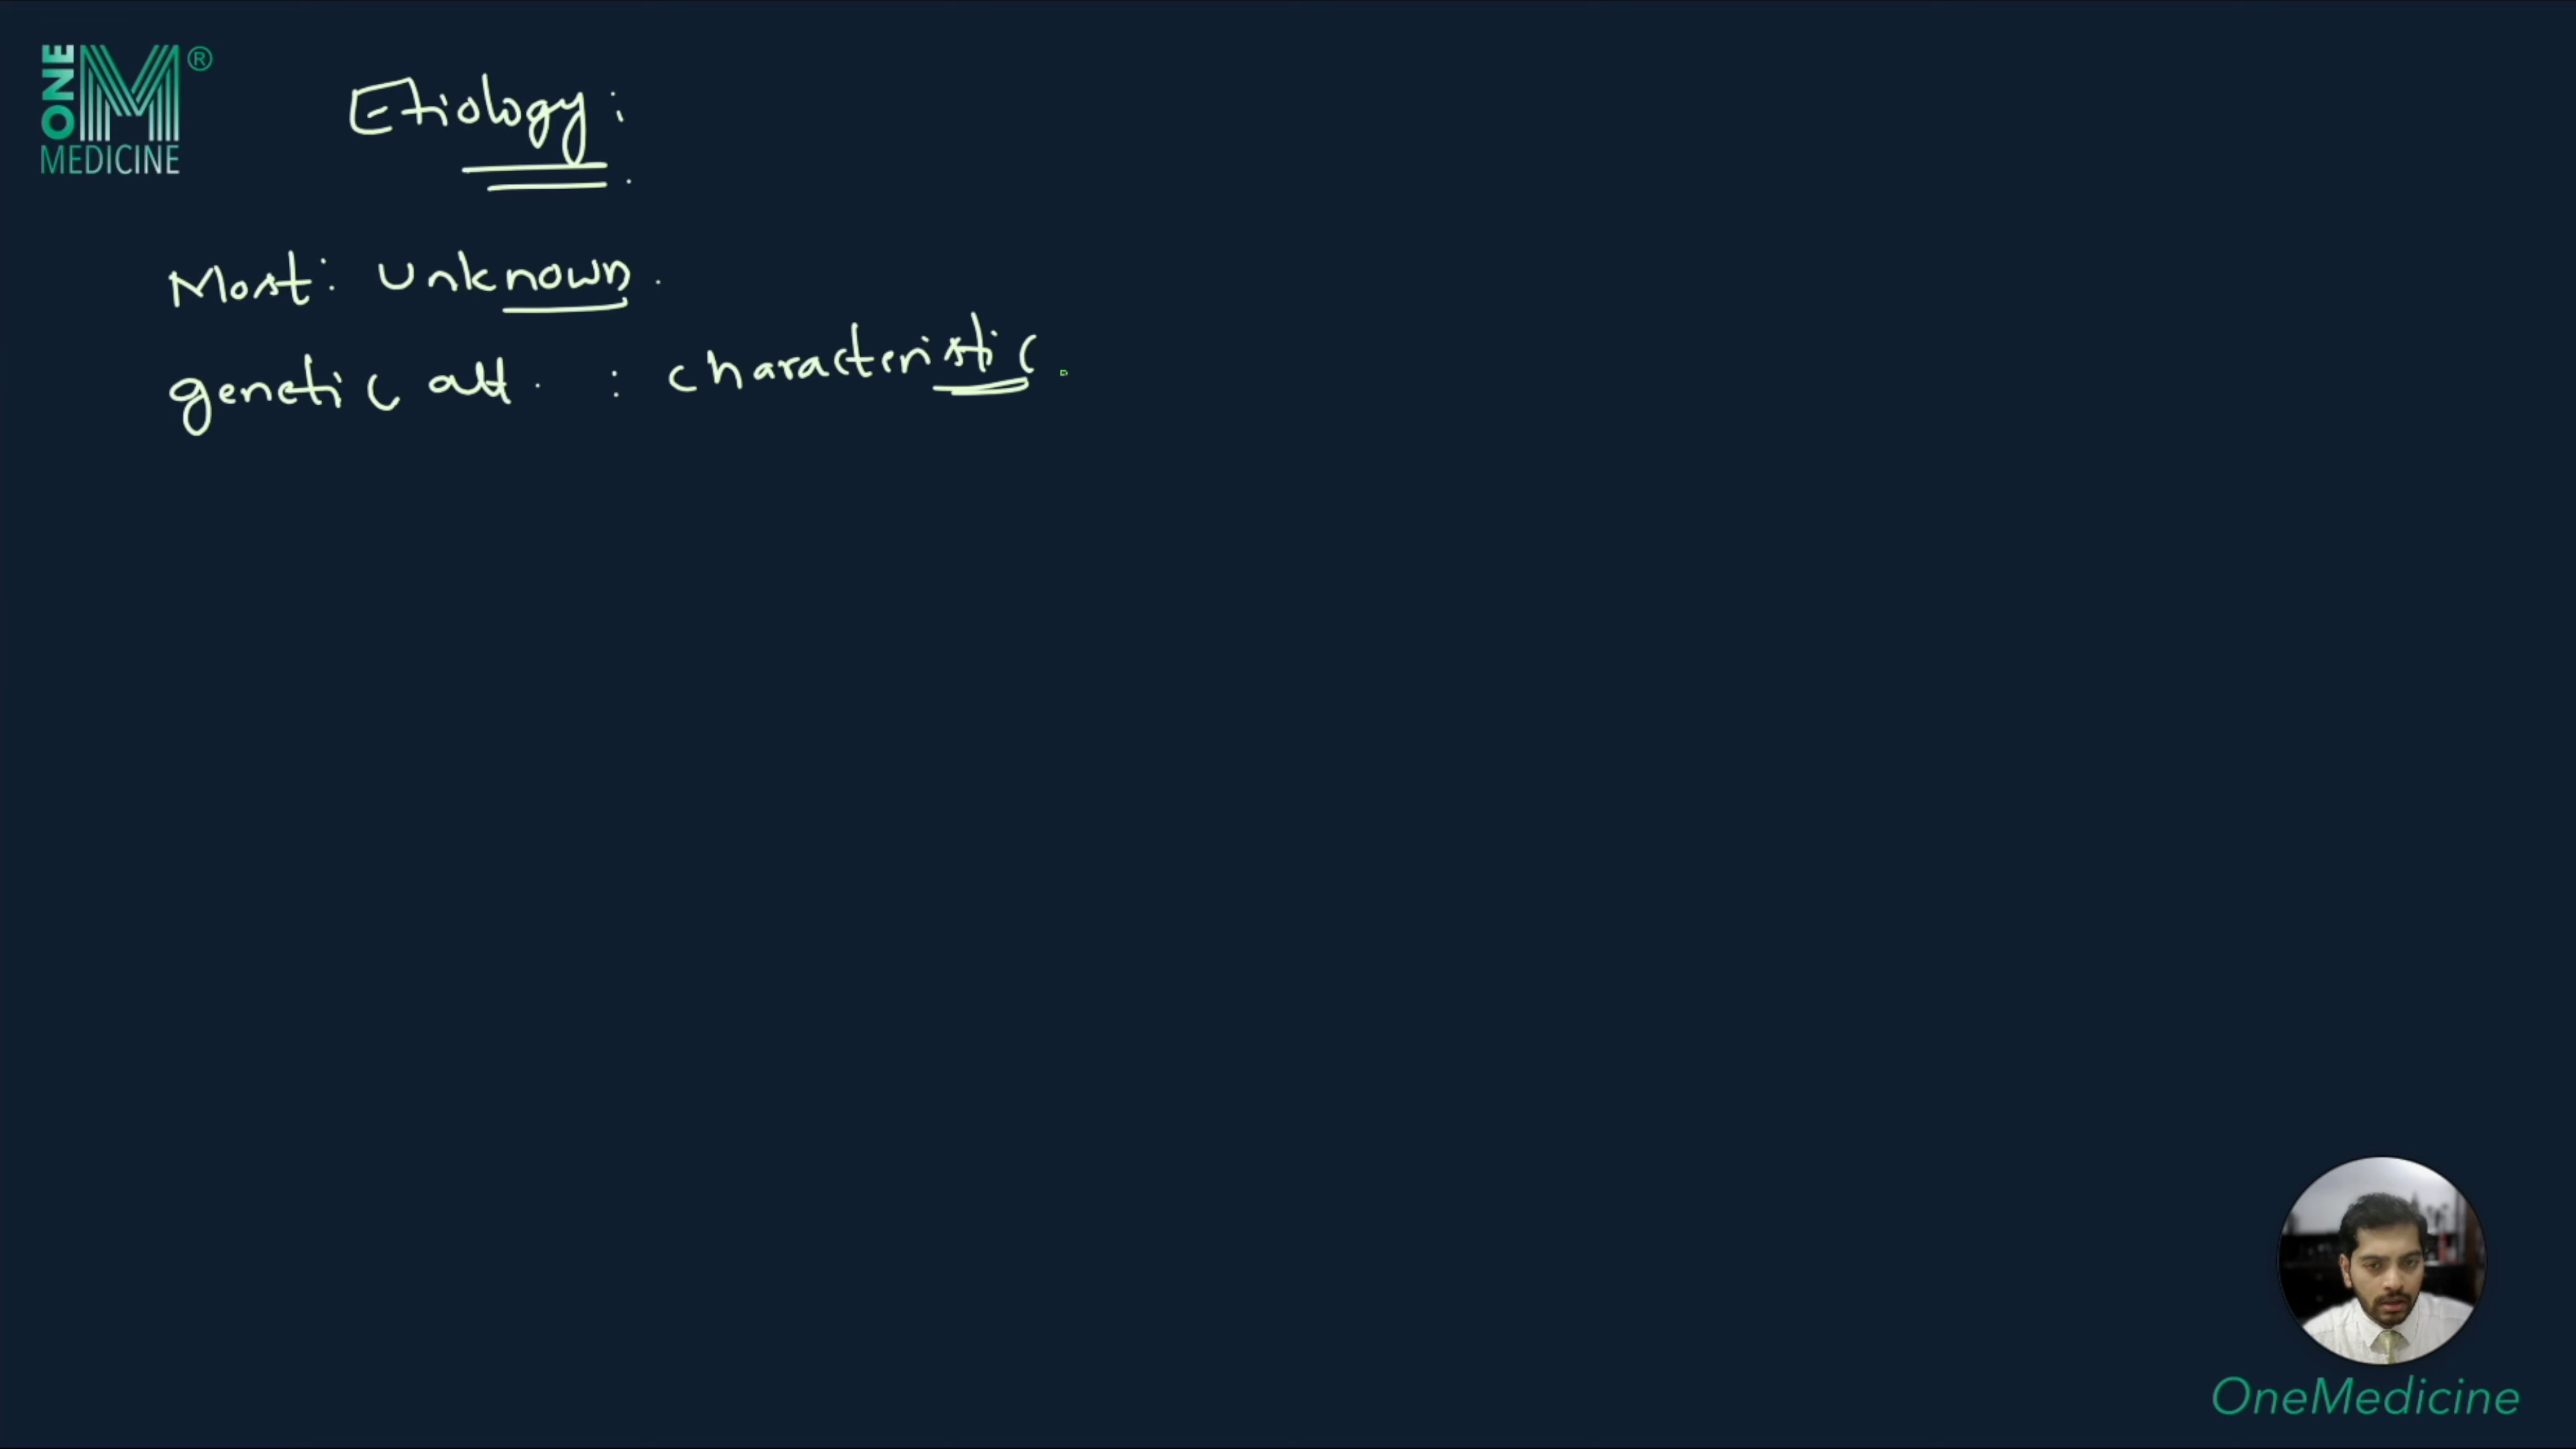 ONE M ®
MEDICINE
Etiology:
Most: unknown.
genetic alt. : characteristic.
OneMedicine